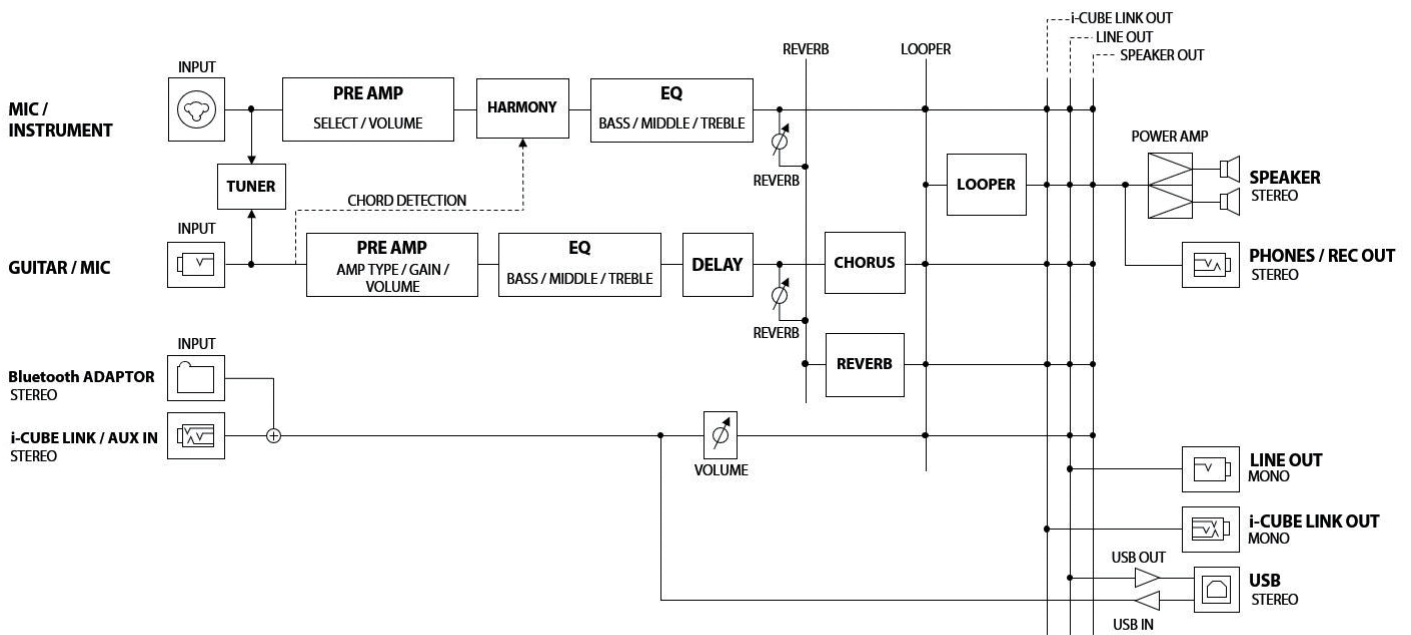 i-CUBE LINK OUT
LINE OUT
SPEAKER OUT
REVERB
LOOPER
INPUT
MIC /
INSTRUMENT
PRE AMP
SELECT / VOLUME
HARMONY
EQ
BASS / MIDDLE / TREBLE
REVERB
POWER AMP
LOOPER
SPEAKER
STEREO
TUNER
CHORD DETECTION
INPUT
GUITAR / MIC
PRE AMP
AMP TYPE / GAIN /
VOLUME
EQ
BASS / MIDDLE / TREBLE
DELAY
CHORUS
REVERB
PHONES / REC OUT
STEREO
REVERB
INPUT
Bluetooth ADAPTOR
STEREO
i-CUBE LINK / AUX IN
STEREO
VOLUME
LINE OUT
MONO
i-CUBE LINK OUT
MONO
USB OUT
USB
STEREO
USB IN